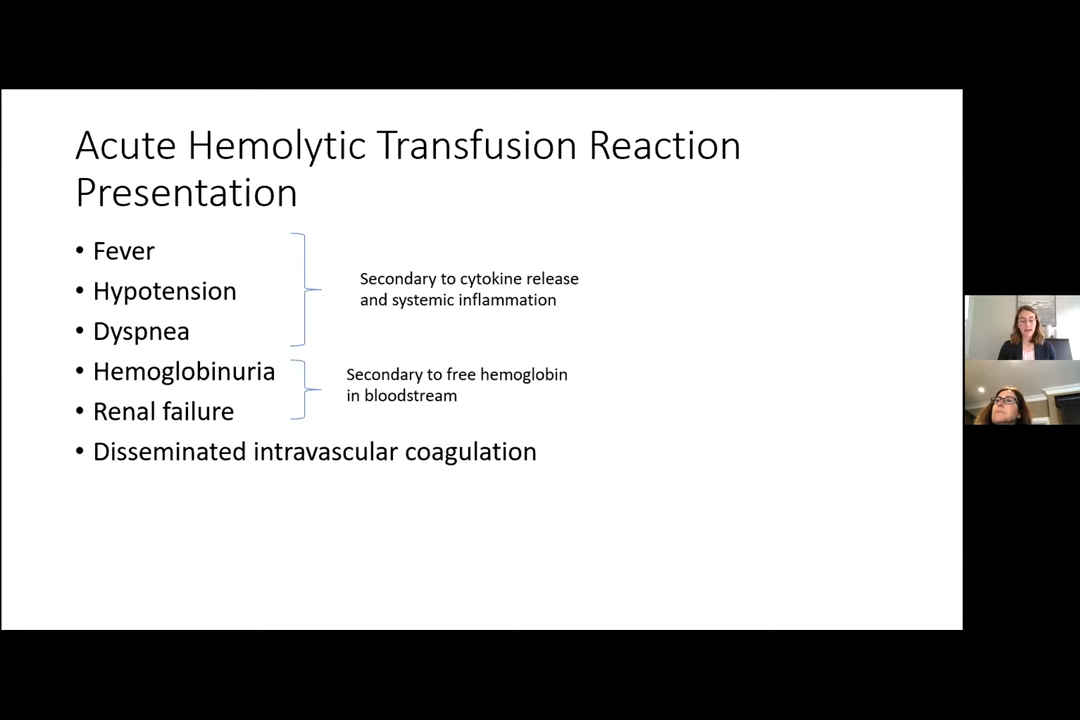 Acute Hemolytic Transfusion Reaction
Presentation
• Fever
• Hypotension
• Dyspnea
Secondary to cytokine release
and systemic inflammation
• Hemoglobinuria
• Renal failure
Secondary to free hemoglobin
in bloodstream
• Disseminated intravascular coagulation